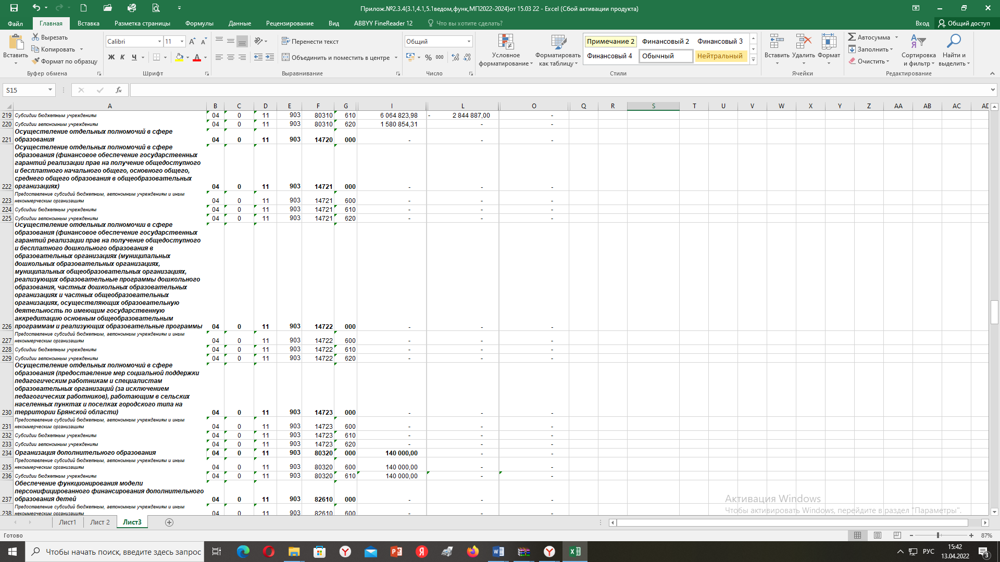 Прилож.№2.3.4(3.1,4.1,5.1ведом,функ,МП2022-2024)от 15.03 22 - Excel (Сбой активации продукта)
Файл Главная Вставка Разметка страницы Формулы Данные Рецензирование Вид ABBYY FineReader 12 Что вы хотите сделать? Вход Общий доступ
Вставить
Вырезать
Копировать
Формат по образцу
Буфер обмена
Calibri 11
Ж К Ч
Шрифт
Перенести текст
Объединить и поместить в центре
Выравнивание
Общий
% 000
Число
Условное форматирование
Форматировать как таблицу
Примечание 2 Финансовый 2 Финансовый 3
Финансовый 4 Обычный Нейтральный
Стили
Вставить Удалить Формат
Ячейки
Автосумма
Заполнить
Очистить
Сортировка и фильтр
Найти и выделить
Редактирование
S15 fx
A B C D E F G I L O Q R S T U V W X Y Z AA AB AC AD
219 Субсидии бюджетным учреждениям 04 0 11 903 80310 610 6 064 823,98 - 2 844 887,00 -
220 Субсидии автономным учреждениям 04 0 11 903 80310 620 1 580 854,31 - -
Осуществление отдельных полномочий в сфере
221 образования 04 0 11 903 14720 000 - - -
Осуществление отдельных полномочий в сфере
образования (финансовое обеспечение государственных
гарантий реализации прав на получение общедоступного
и бесплатного начального общего, основного общего,
среднего общего образования в общеобразовательных
222 организациях) 04 0 11 903 14721 000 - - -
Предоставление субсидий бюджетным, автономным учреждениям и иным
223 некоммерческим организациям 04 0 11 903 14721 600 - - -
224 Субсидии бюджетным учреждениям 04 0 11 903 14721 610 - - -
225 Субсидии автономным учреждениям 04 0 11 903 14721 620 - - -
Осуществление отдельных полномочий в сфере
образования (финансовое обеспечение государственных
гарантий реализации прав на получение общедоступного
и бесплатного дошкольного образования в
образовательных организациях (муниципальных
дошкольных образовательных организациях,
муниципальных общеобразовательных организациях,
реализующих образовательные программы дошкольного
образования, частных дошкольных образовательных
организациях и частных общеобразовательных
организациях, осуществляющих образовательную
деятельность по имеющим государственную
аккредитацию основным общеобразовательным
226 программам и реализующих образовательные программы 04 0 11 903 14722 000 - - -
Предоставление субсидий бюджетным, автономным учреждениям и иным
227 некоммерческим организациям 04 0 11 903 14722 600 - - -
228 Субсидии бюджетным учреждениям 04 0 11 903 14722 610 - - -
229 Субсидии автономным учреждениям 04 0 11 903 14722 620 - - -
Осуществление отдельных полномочий в сфере
образования (предоставление мер социальной поддержки
педагогическим работникам и специалистам
образовательных организаций (за исключением
педагогических работников), работающим в сельских
населенных пунктах и поселках городского типа на
230 территории Брянской области) 04 0 11 903 14723 000 - - -
Предоставление субсидий бюджетным, автономным учреждениям и иным
231 некоммерческим организациям 04 0 11 903 14723 600 - - -
232 Субсидии бюджетным учреждениям 04 0 11 903 14723 610 - - -
233 Субсидии автономным учреждениям 04 0 11 903 14723 620 - - -
234 Организация дополнительного образования 04 0 11 903 80320 000 140 000,00 - -
Предоставление субсидий бюджетным, автономным учреждениям и иным
235 некоммерческим организациям 04 0 11 903 80320 600 140 000,00 - -
236 Субсидии бюджетным учреждениям 04 0 11 903 80320 610 140 000,00 - -
Обеспечение функционирования модели
персонифицированного финансирования дополнительного
237 образования детей 04 0 11 903 82610 000 - - -
Предоставление субсидий бюджетным, автономным учреждениям и иным
238 некоммерческим организациям 04 0 11 903 82610 600 - - -
Активация Windows
Чтобы активировать Windows, перейдите в раздел "Параметры".
Лист1 Лист 2 Лист3
Готово 87%
Чтобы начать поиск, введите здесь запрос
РУС 15:42
13.04.2022 3